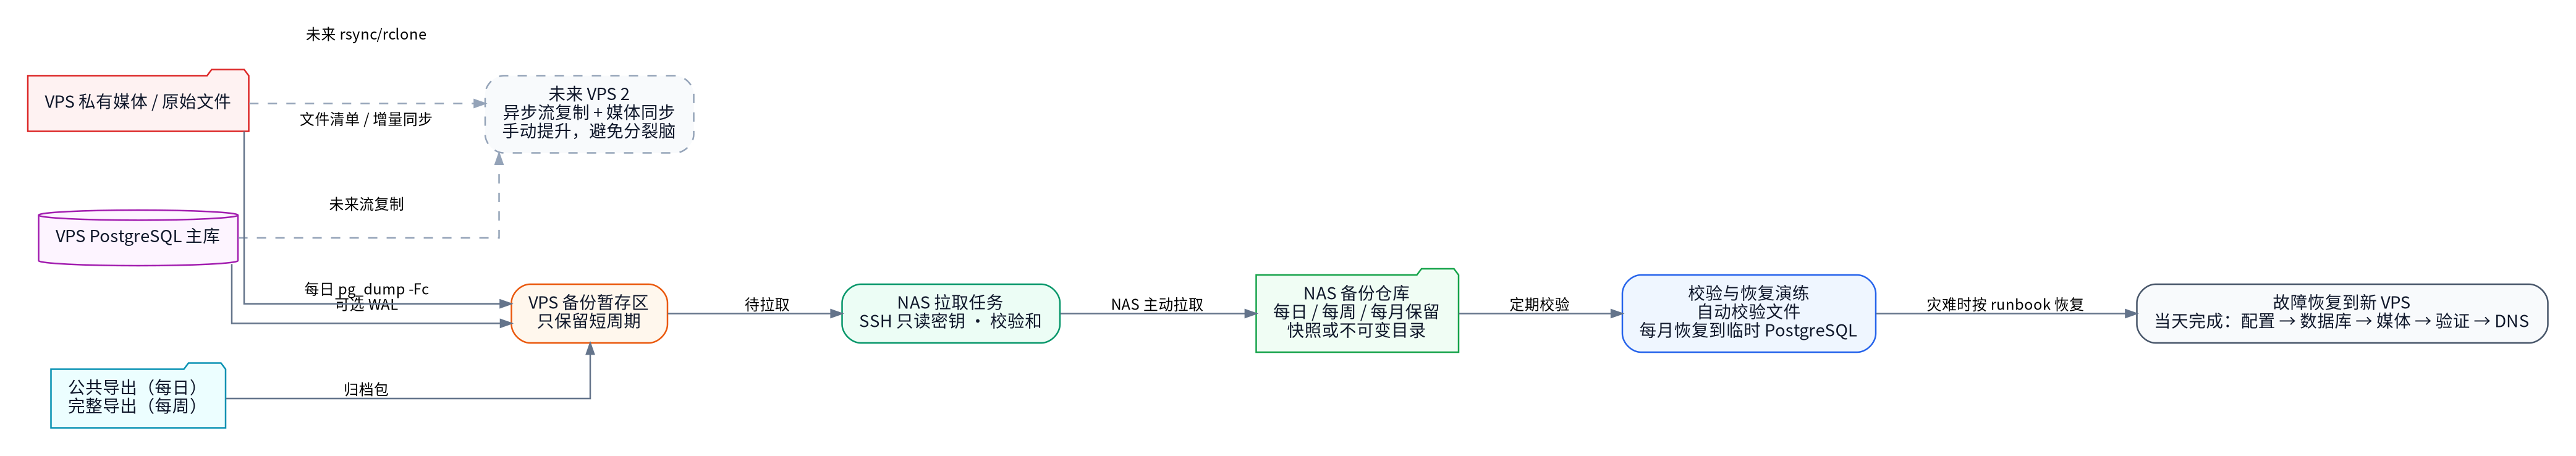 未来 rsync/rclone
VPS 私有媒体 / 原始文件
文件清单 / 增量同步
未来 VPS 2
异步流复制 + 媒体同步
手动提升，避免分裂脑
未来流复制
VPS PostgreSQL 主库
每日 pg_dump -Fc
可选 WAL
VPS 备份暂存区
只保留短周期
待拉取
NAS 拉取任务
SSH 只读密钥 · 校验和
NAS 主动拉取
NAS 备份仓库
每日 / 每周 / 每月保留
快照或不可变目录
定期校验
校验与恢复演练
自动校验文件
每月恢复到临时 PostgreSQL
灾难时按 runbook 恢复
故障恢复到新 VPS
当天完成：配置 → 数据库 → 媒体 → 验证 → DNS
公共导出（每日）
完整导出（每周）
归档包